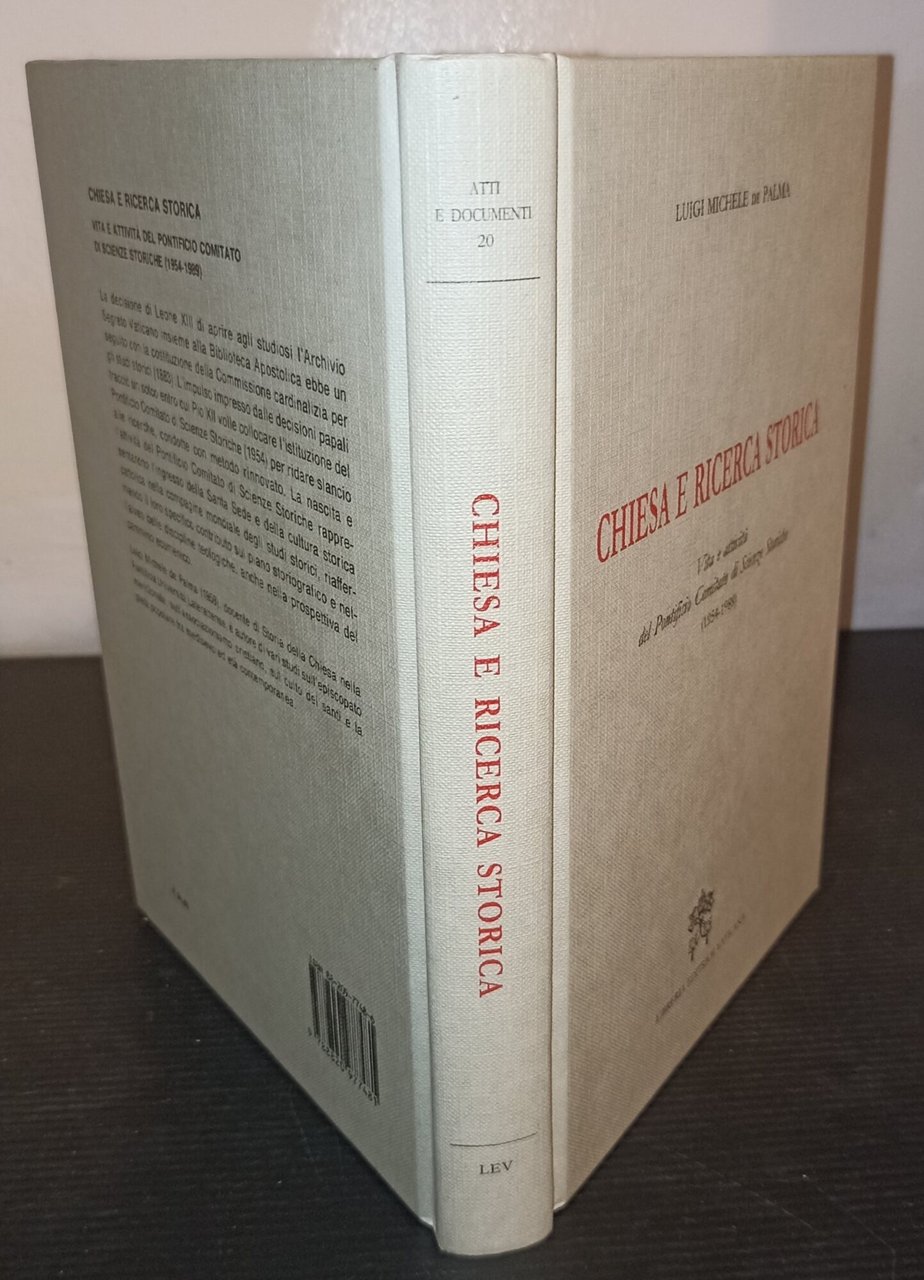 CHIESA E RICERCA STORICA
VITA E ATTIVITÀ DEL PONTIFICIO COMITATO
DI SCIENZE STORICHE (1954-1989)
La decisione di Leone XIII di aprire agli studiosi l'Archivio
Segreto Vaticano insieme alla Biblioteca Apostolica ebbe un
seguito con la costituzione della Commissione cardinalizia per
gli studi storici (1883). L'impulso impresso dalle decisioni papali
tracciò un solco entro cui Pio XII volle collocare l'istituzione del
Pontificio Comitato di Scienze Storiche (1954) per ridare slancio
alle ricerche, condotte con metodo rinnovato. La nascita e
l'attività del Pontificio Comitato di Scienze Storiche rappre-
sentarono l'ingresso della Santa Sede e della cultura storica
cattolica nella compagine mondiale degli studi storici, riaffer-
mando il loro specifico contributo sul piano storiografico e nel-
l'alveo delle discipline teologiche, anche nella prospettiva del
cammino ecumenico.
Luigi Michele de Palma docente di Storia della Chiesa nella
Pontificia Università Lateranense, è autore di vari studi sull'episcopato
meridionale, sull'associazionismo cristiano, sul culto dei santi e la
pietà popolare tra medioevo ed età contemporanea.
ATTI
E DOCUMENTI
20
CHIESA E RICERCA STORICA
LEV
LUIGI MICHELE DE PALMA
CHIESA E RICERCA STORICA
Vita e attività
del Pontificio Comitato di Scienze Storiche
(1954-1989)
LIBRERIA EDITRICE VATICANA